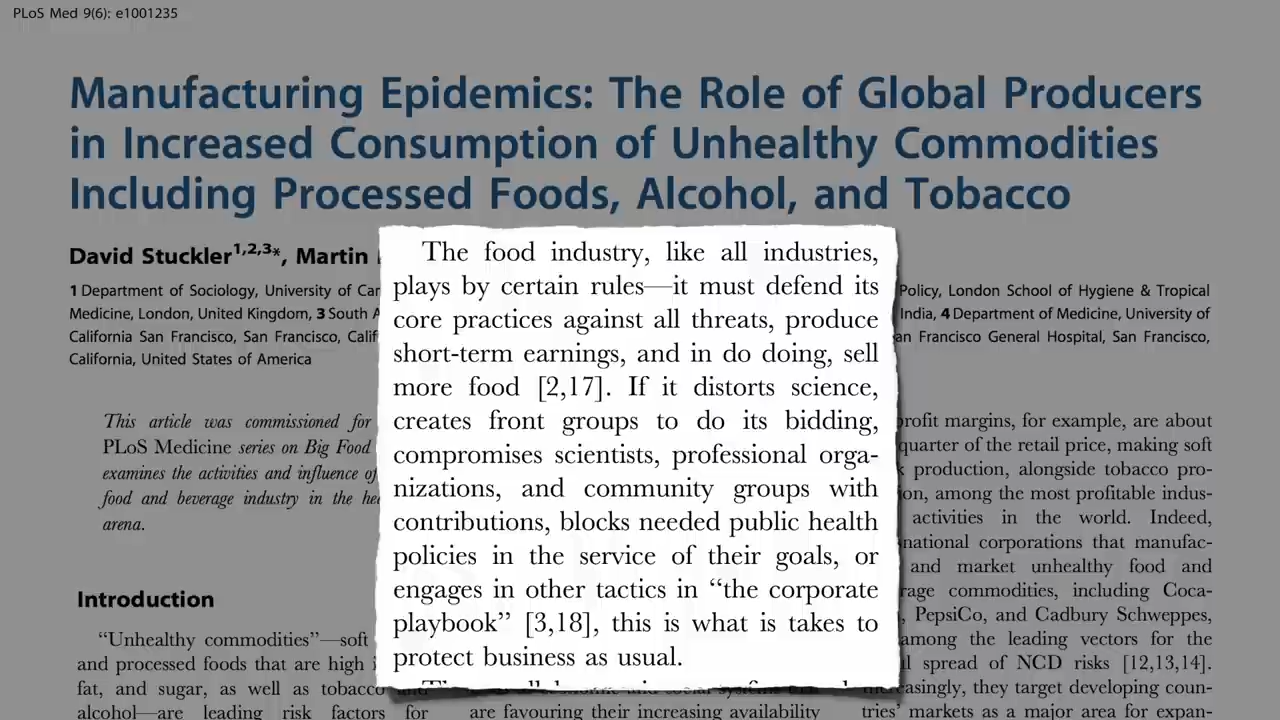 PLoS Med 9(6): e1001235
Manufacturing Epidemics: The Role of Global Producers
in Increased Consumption of Unhealthy Commodities
Including Processed Foods, Alcohol, and Tobacco
David Stuckler1,2,3*, Martin
1 Department of Sociology, University of Policy, London School of Hygiene & Tropical
Medicine, London, United Kingdom, 3 South India, 4 Department of Medicine, University of
California San Francisco, San Francisco, San Francisco General Hospital, San Francisco,
California, United States of America
The food industry, like all industries,
plays by certain rules—it must defend its
core practices against all threats, produce
short-term earnings, and in do doing, sell
more food [2,17]. If it distorts science,
creates front groups to do its bidding,
compromises scientists, professional orga-
nizations, and community groups with
contributions, blocks needed public health
policies in the service of their goals, or
engages in other tactics in “the corporate
playbook” [3,18], this is what is takes to
protect business as usual.
This article was commissioned for
PLoS Medicine series on Big Food
examines the activities and influence of
food and beverage industry in the
arena.
Introduction
“Unhealthy commodities”—soft
and processed foods that are high
fat, and sugar, as well as tobacco and
alcohol—are leading risk factors for
are favouring their increasing availability
profit margins, for example, are about
quarter of the retail price, making soft
production, alongside tobacco pro-
among the most profitable indus-
activities in the world. Indeed,
national corporations that manufac-
and market unhealthy food and
commodities, including Coca-
PepsiCo, and Cadbury Schweppes,
among the leading vectors for the
spread of NCD risks [12,13,14].
they target developing coun-
tries’ markets as a major area for expan-